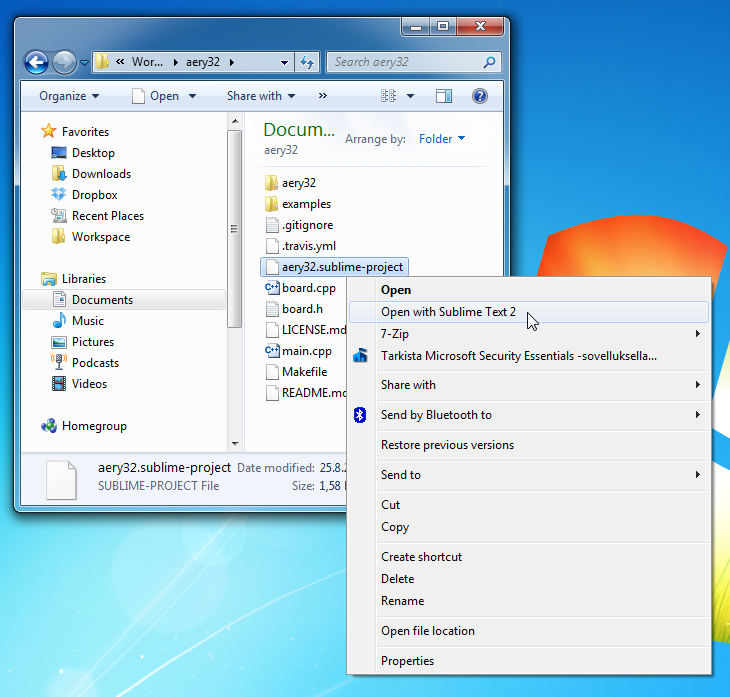 « Wor... ▸ aery32 ▸
Search aery32
Organize ▾ Open ▾ Share with ▾ »
Favorites
Desktop
Downloads
Dropbox
Recent Places
Workspace
Libraries
Documents
Music
Pictures
Podcasts
Videos
Homegroup
Docum...
aery32
Arrange by: Folder ▾
aery32
examples
.gitignore
.travis.yml
aery32.sublime-project
board.cpp
board.h
LICENSE.md
main.cpp
Makefile
README.md
aery32.sublime-project Date modified: 25.8.2
SUBLIME-PROJECT File Size: 1,58
Open
Open with Sublime Text 2
7-Zip
Tarkista Microsoft Security Essentials -sovelluksella...
Share with
Send by Bluetooth to
Restore previous versions
Send to
Cut
Copy
Create shortcut
Delete
Rename
Open file location
Properties